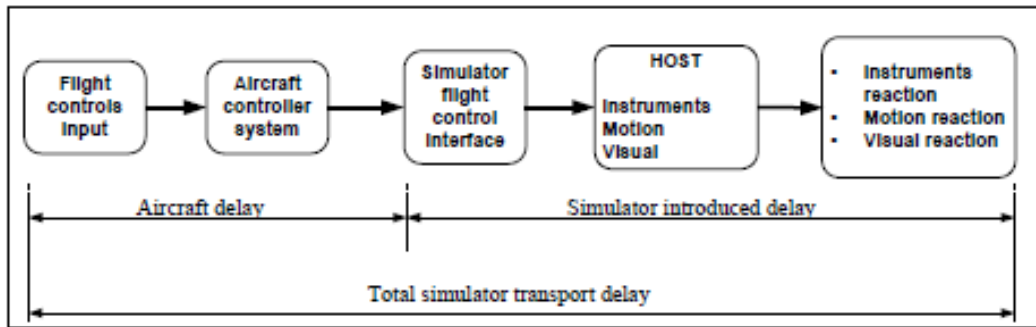 Flight
controls
input
Aircraft
controller
system
Simulator
flight
control
interface
HOST
Instruments
Motion
Visual
▪ Instruments
reaction
▪ Motion reaction
▪ Visual reaction
Aircraft delay
Simulator introduced delay
Total simulator transport delay